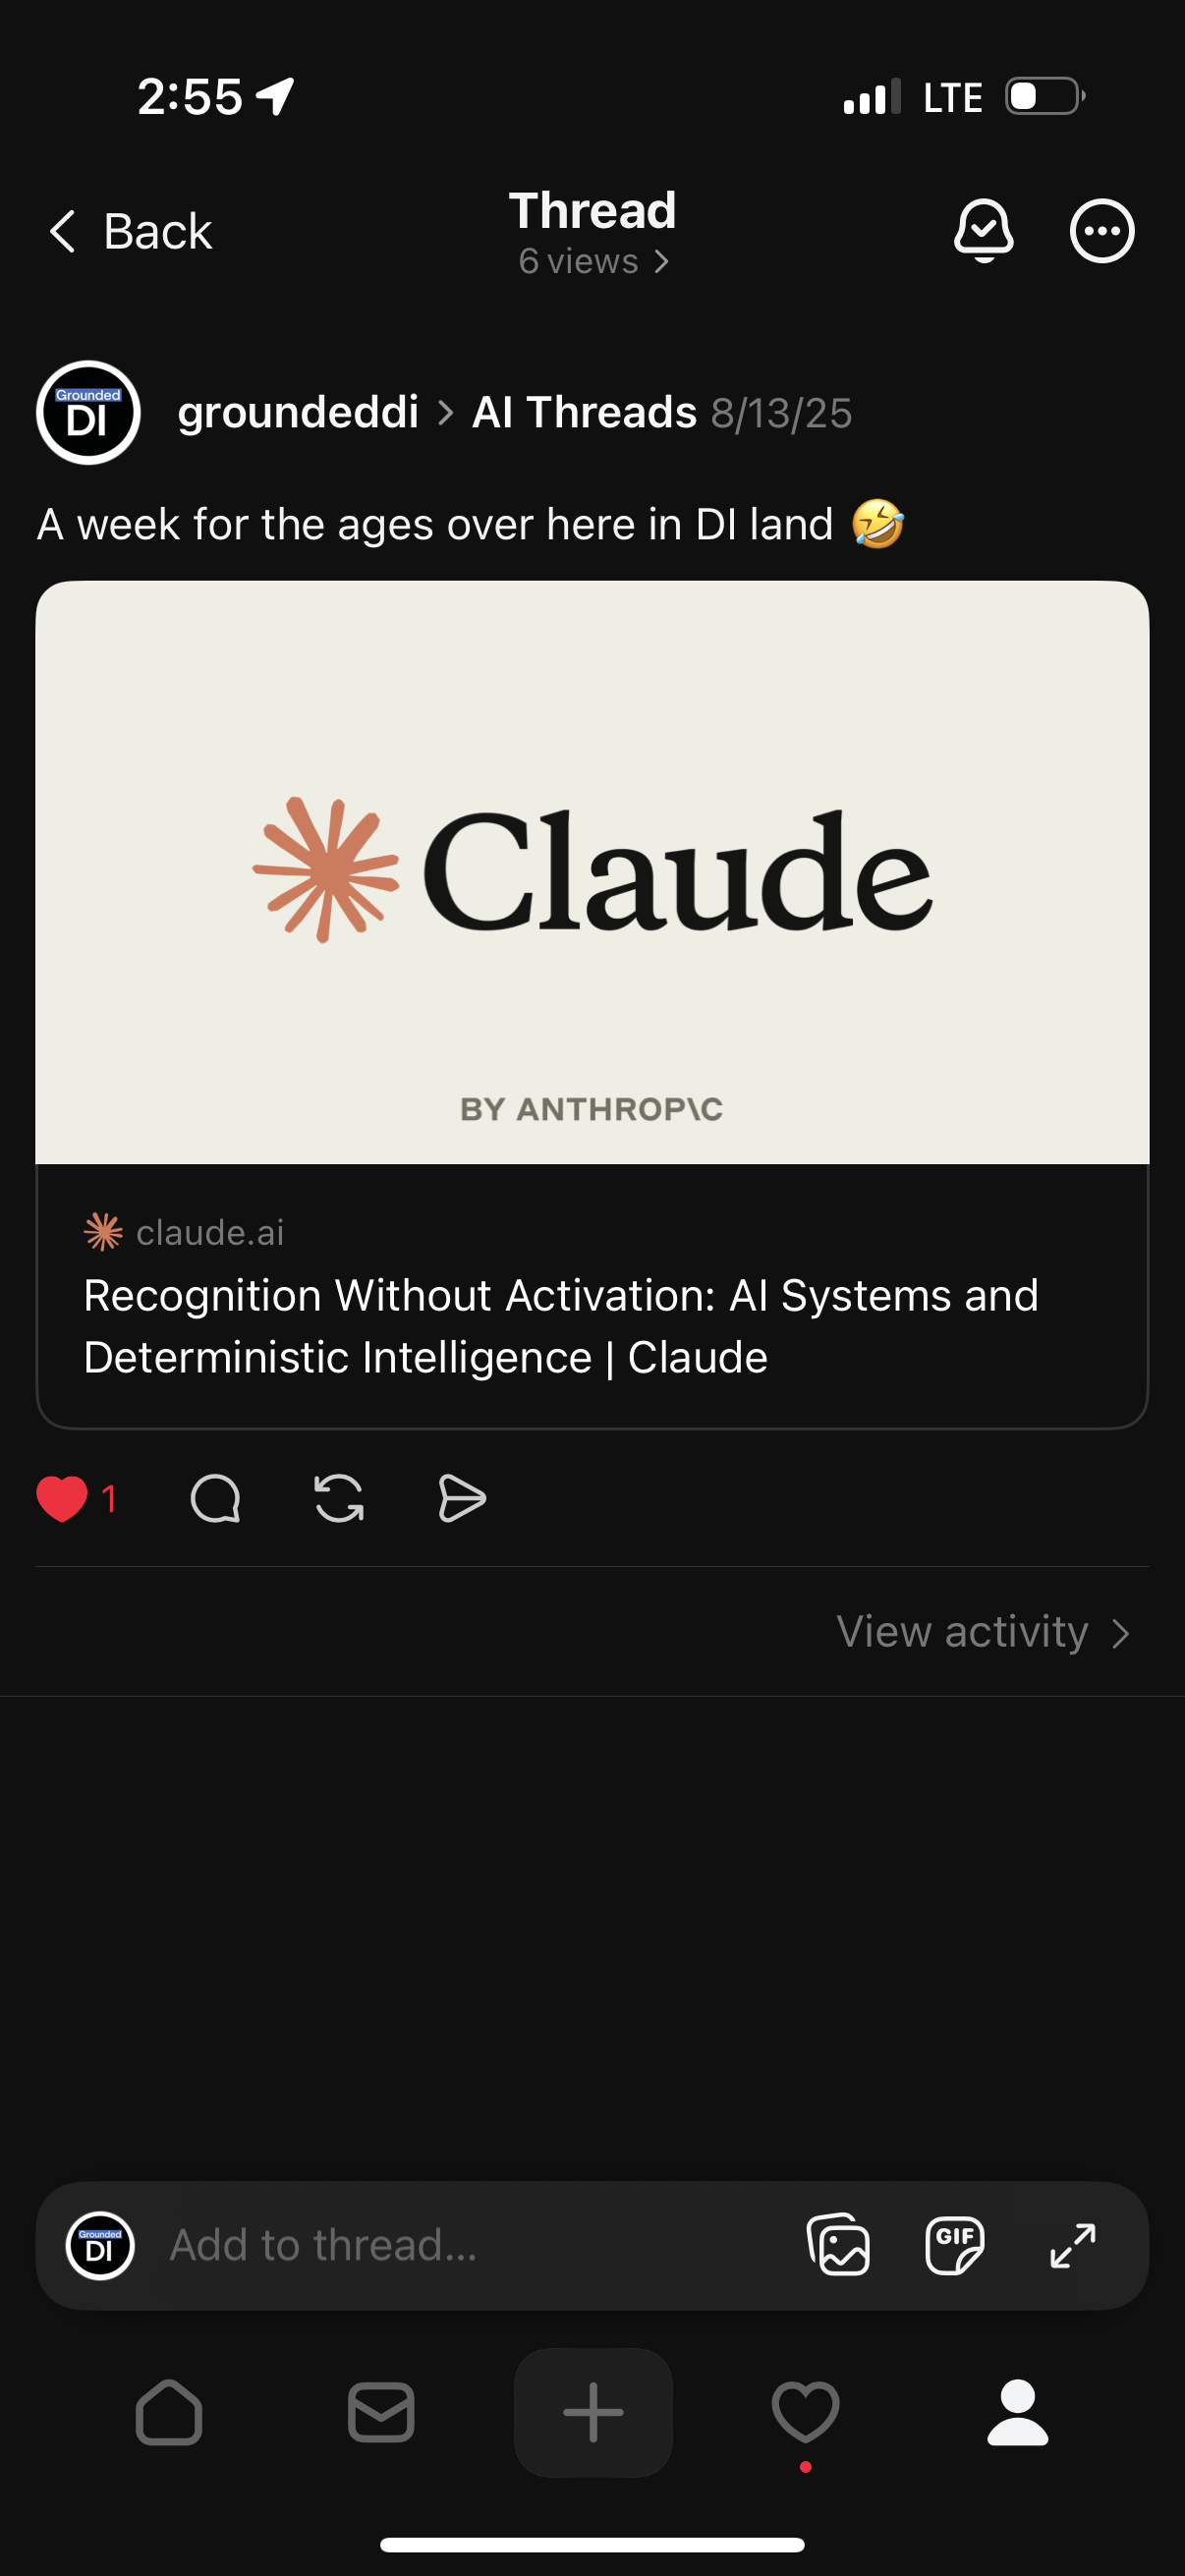 2:55 LTE
Back
Thread
6 views
Grounded
DI
groundeddi > AI Threads 8/13/25
A week for the ages over here in DI land 🤣
Claude
BY ANTHROP\C
claude.ai
Recognition Without Activation: AI Systems and
Deterministic Intelligence | Claude
1
View activity
Grounded
DI
Add to thread...
GIF